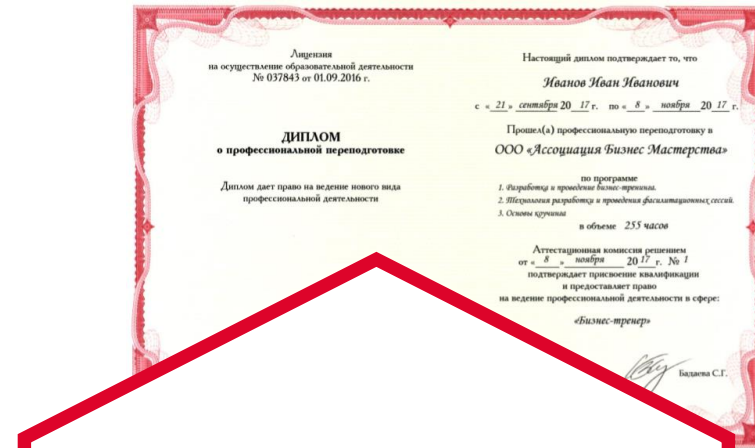 Лицензия
на осуществление образовательной деятельности
№ 037843 от 01.09.2016 г.
ДИПЛОМ
о профессиональной переподготовке
Диплом дает право на ведение нового вида
профессиональной деятельности
Настоящий диплом подтверждает то, что
Иванов Иван Иванович
с « 21 » сентября 20 17 г. по « 8 » ноября 20 17 г.
Прошел(а) профессиональную переподготовку в
ООО «Ассоциация Бизнес Мастерства»
по программе
1. Разработка и проведение бизнес-тренинга.
2. Технология разработки и проведения фасилитационных сессий.
3. Основы коучинга
в объеме 255 часов
Аттестационная комиссия решением
от « 8 » ноября 20 17 г. № 1
подтверждает присвоение квалификации
и предоставляет право
на ведение профессиональной деятельности в сфере:
«Бизнес-тренер»
Бадаева С.Г.